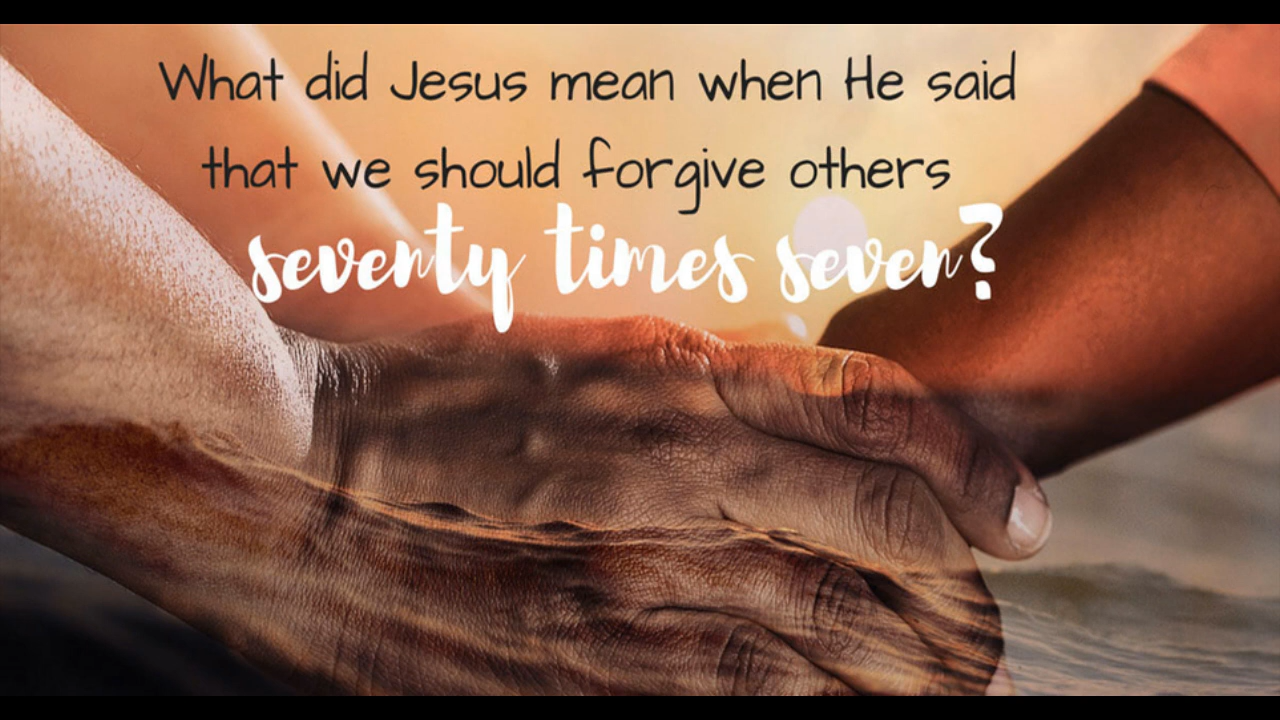 What did Jesus mean when He said
that we should forgive others
seventy times seven?